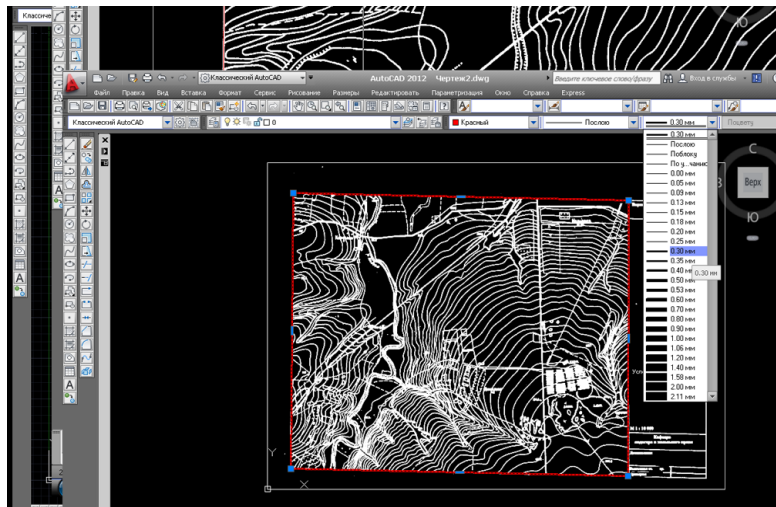 Классиче
Ю
Классический AutoCAD
AutoCAD 2012 Чертеж2.dwg
Введите ключевое слово/фразу
Вход в службы
Файл Правка Вид Вставка Формат Сервис Рисование Размеры Редактировать Параметризация Окно Справка Express
Классический AutoCAD
0
Красный
Послою
0.30 мм
Поцвету
0.30 мм
Послою
Поблоку
По у...чанию
0.00 мм
0.05 мм
0.09 мм
0.13 мм
0.15 мм
0.18 мм
0.20 мм
0.25 мм
0.30 мм
0.35 мм
0.40 мм
0.30 мм
0.50 мм
0.53 мм
0.60 мм
0.70 мм
0.80 мм
0.90 мм
1.00 мм
1.06 мм
1.20 мм
1.40 мм
1.58 мм
2.00 мм
2.11 мм
С
В
Верх
Ю
A
A
A
Y
X